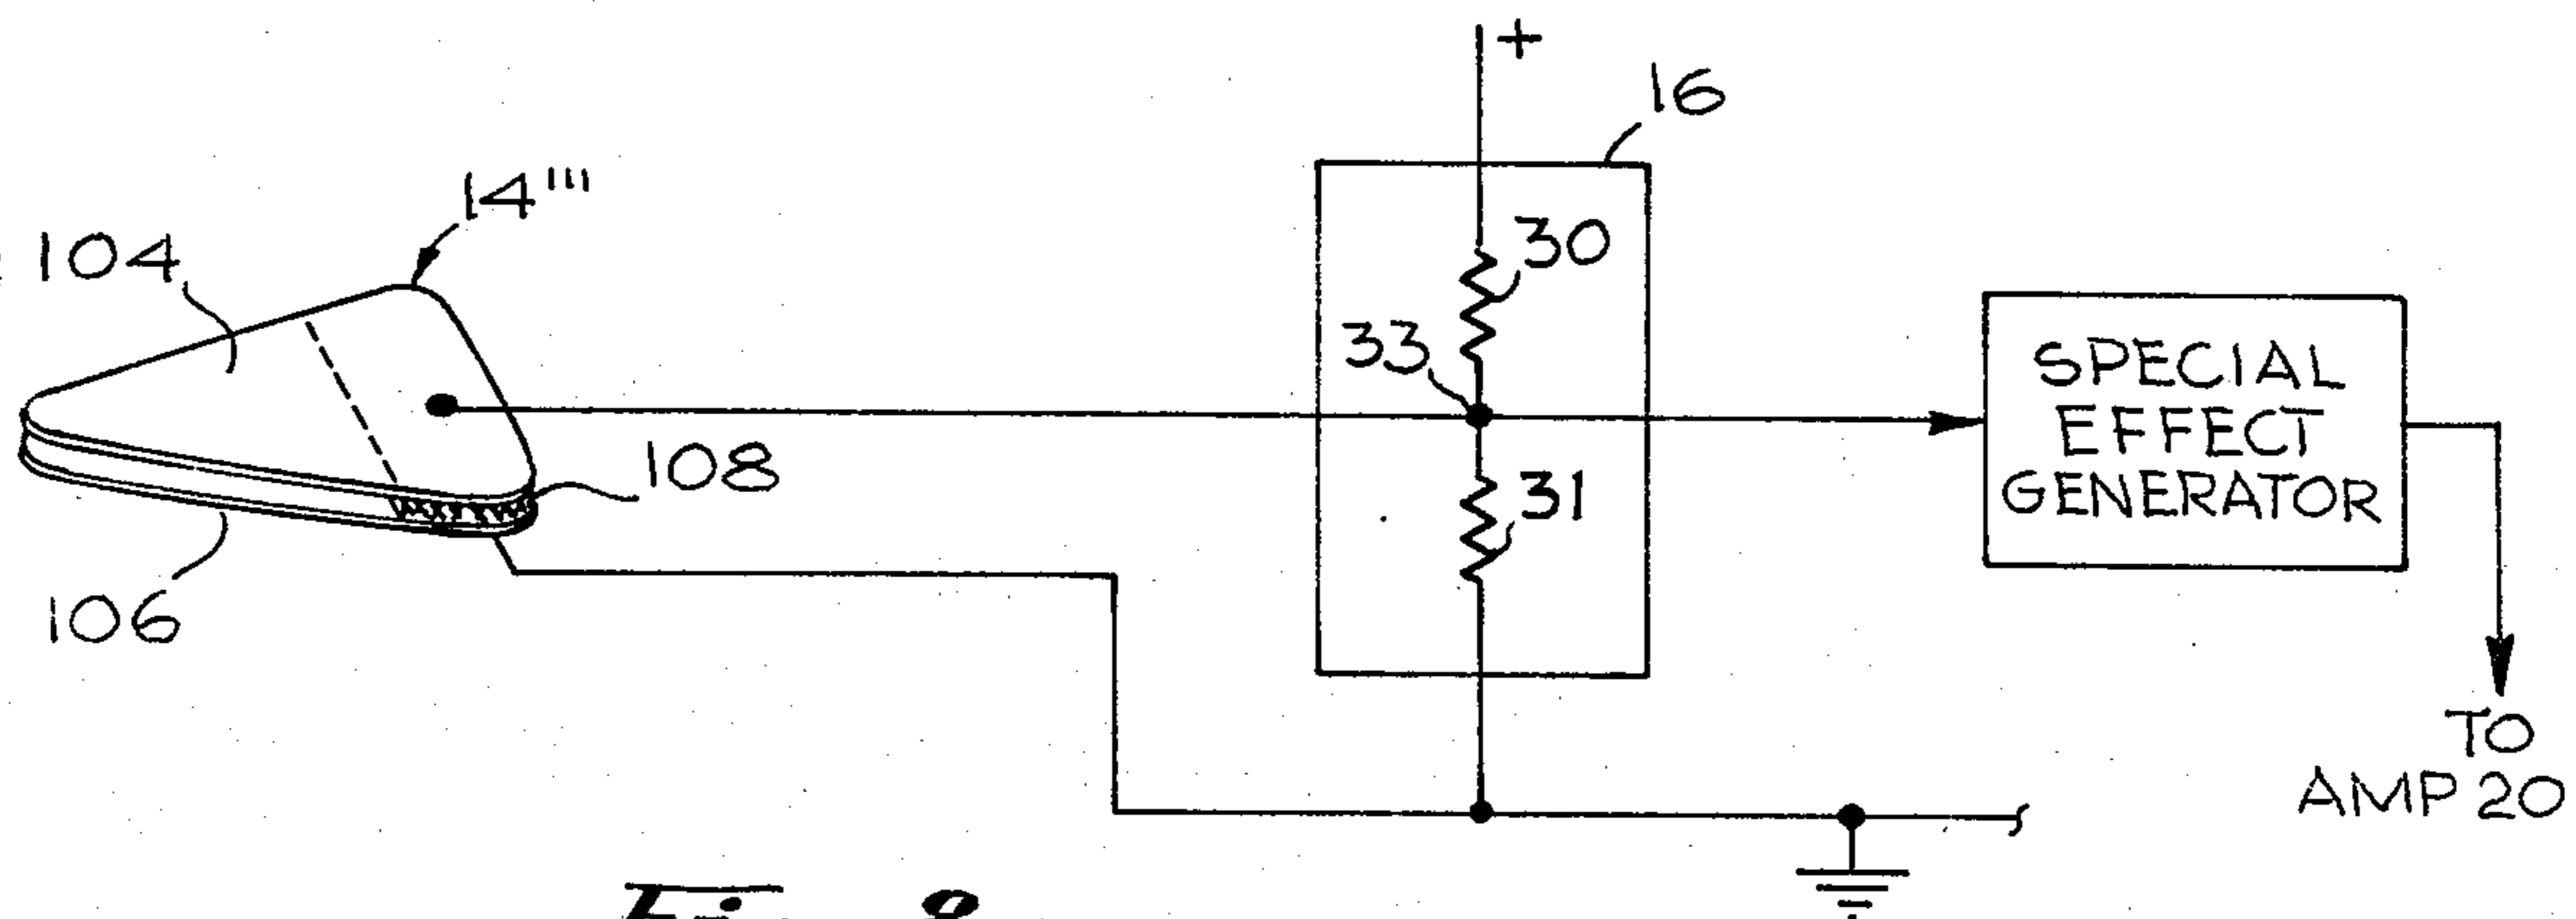 +
16
14'''
104
30
33
108
31
106
SPECIAL
EFFECT
GENERATOR
TO
AMP 20